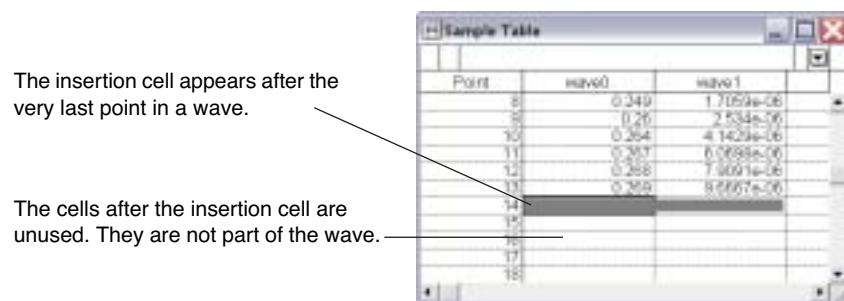 Sample Table
Point wave0 wave1
The insertion cell appears after the
very last point in a wave.
8 0.249 1.7059e-06
9 0.26 2.534e-06
10 0.264 4.1429e-06
11 0.267 6.0698e-06
12 0.268 7.9091e-06
13 0.269 9.6667e-06
14
The cells after the insertion cell are
unused. They are not part of the wave.
15
16
17
18